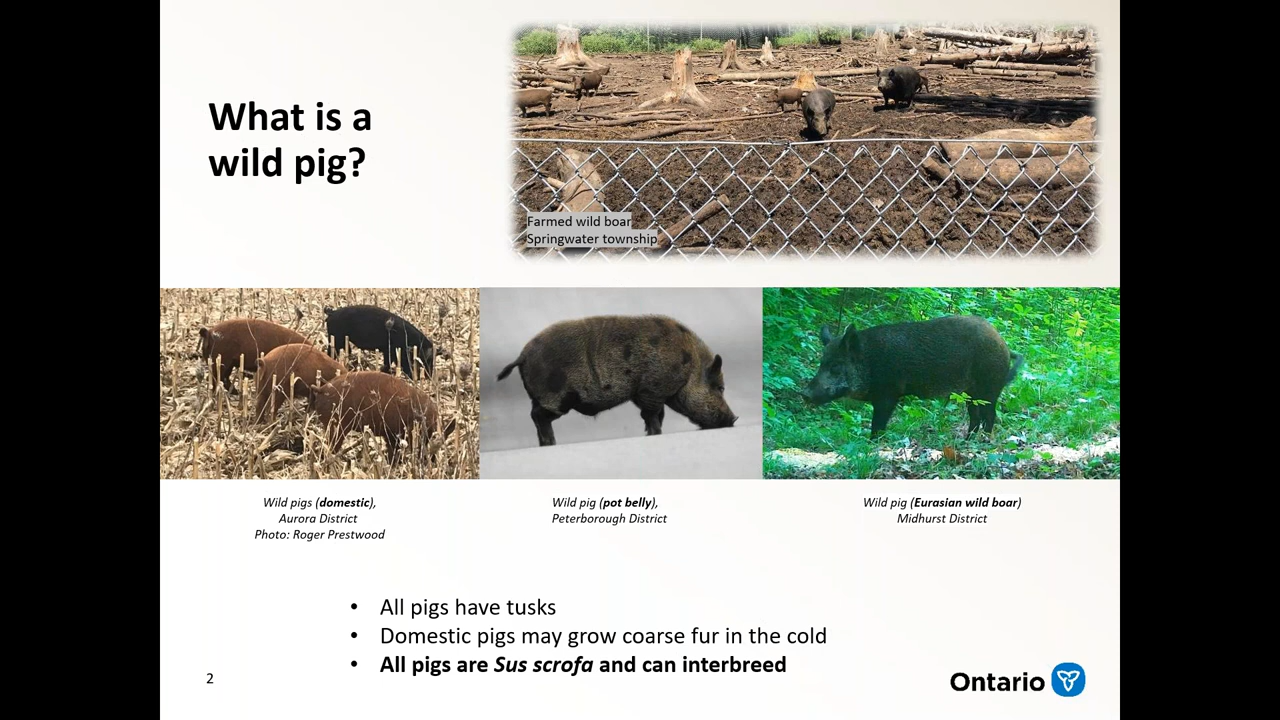 What is a
wild pig?
Farmed wild boar
Springwater township
Wild pigs (domestic),
Aurora District
Photo: Roger Prestwood
Wild pig (pot belly),
Peterborough District
Wild pig (Eurasian wild boar)
Midhurst District
• All pigs have tusks
• Domestic pigs may grow coarse fur in the cold
• All pigs are Sus scrofa and can interbreed
2
Ontario